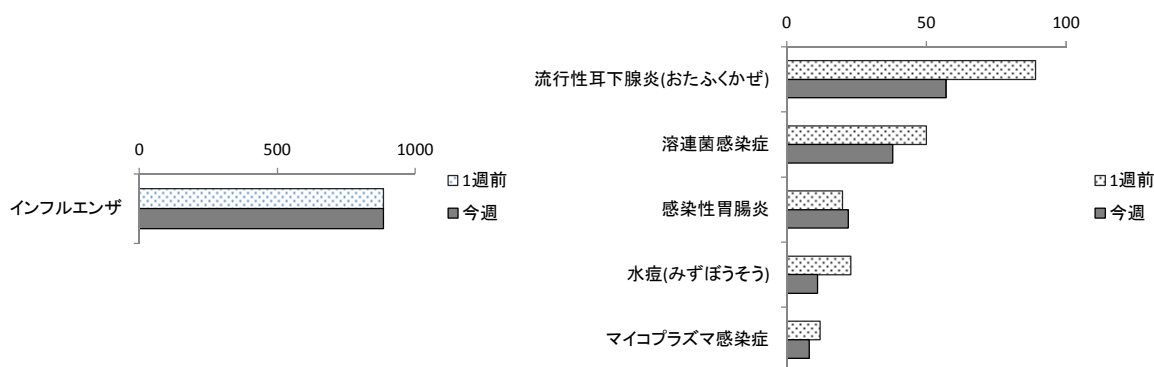 0 500 1000
インフルエンザ
1週前
今週
0 50 100
流行性耳下腺炎(おたふくかぜ)
溶連菌感染症
感染性胃腸炎
水痘(みずぼうそう)
マイコプラズマ感染症
1週前
今週